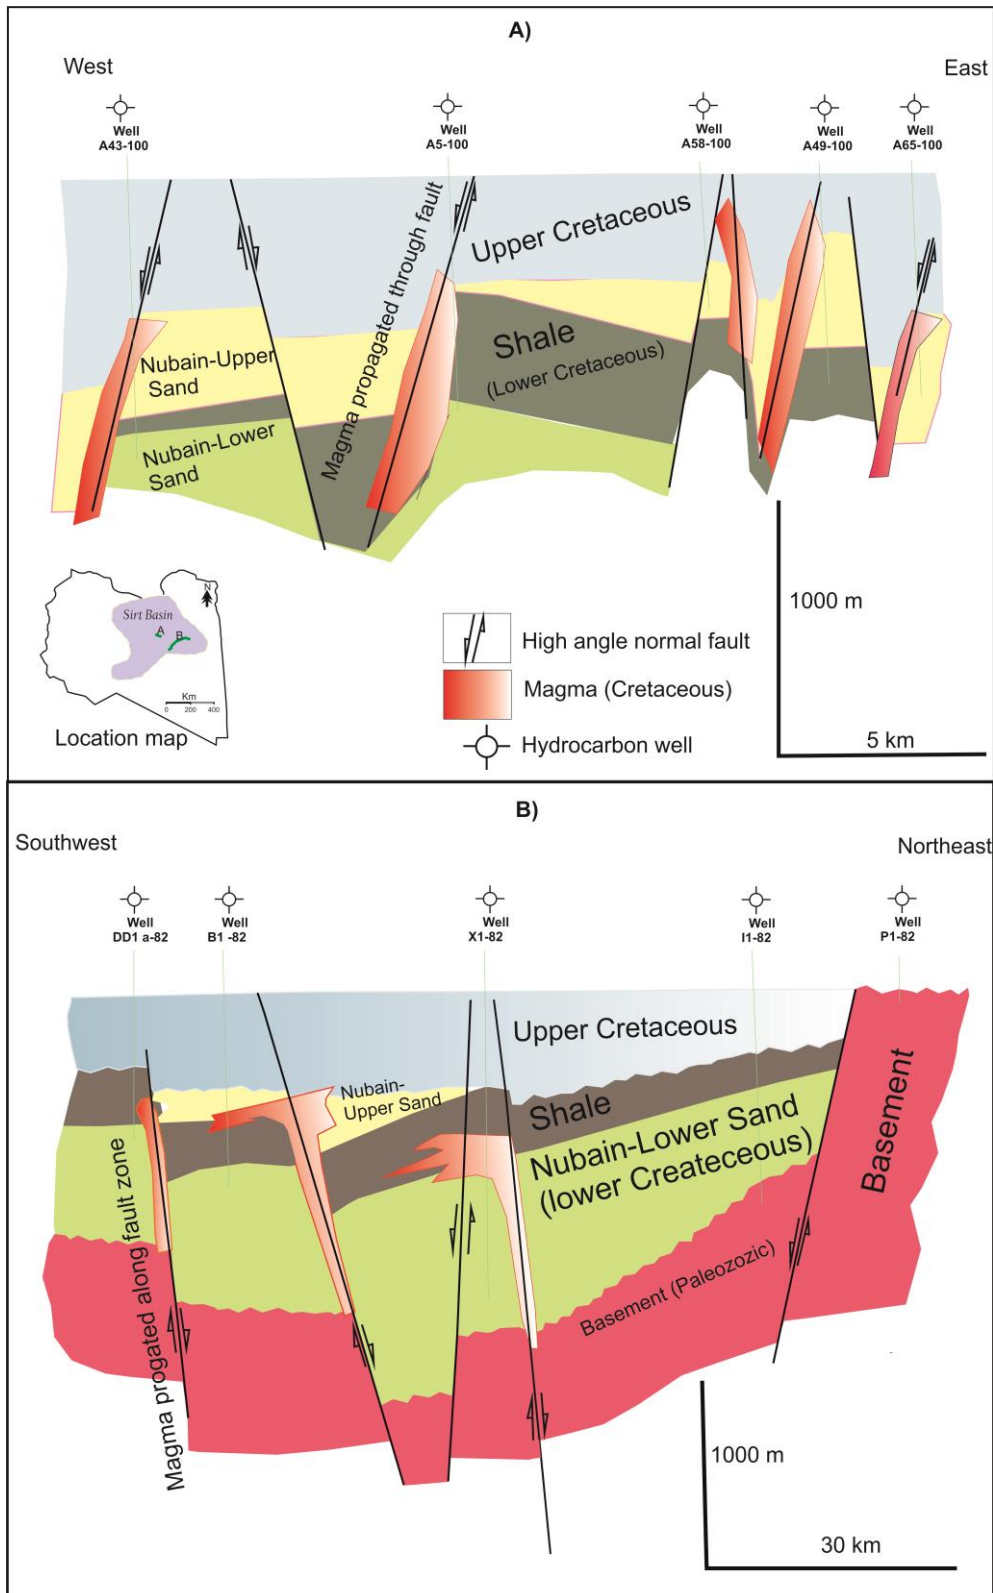 A)
West
East
Well
A43-100
Well
A5-100
Well
A58-100
Well
A49-100
Well
A65-100
Magma propagated through fault
Upper Cretaceous
Shale
(Lower Cretaceous)
Nubain-Upper
Sand
Nubain-Lower
Sand
Sirt Basin
A
B
N
Km
0 200 400
Location map
High angle normal fault
Magma (Cretaceous)
Hydrocarbon well
1000 m
5 km
B)
Southwest
Northeast
Well
DD1 a-82
Well
B1 -82
Well
X1-82
Well
I1-82
Well
P1-82
Upper Cretaceous
Nubain-
Upper Sand
Shale
Nubain-Lower Sand
(lower Createceous)
Basement
Basement (Paleozozic)
Magma progated along fault zone
1000 m
30 km